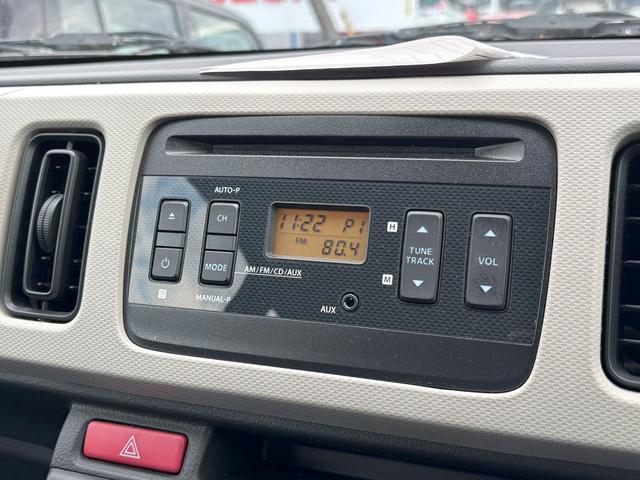 AUTO-P
CH
MODE
MANUAL-P
11:22 P1
FM 80.4
AM/FM/CD/AUX
AUX
H
M
TUNE
TRACK
VOL